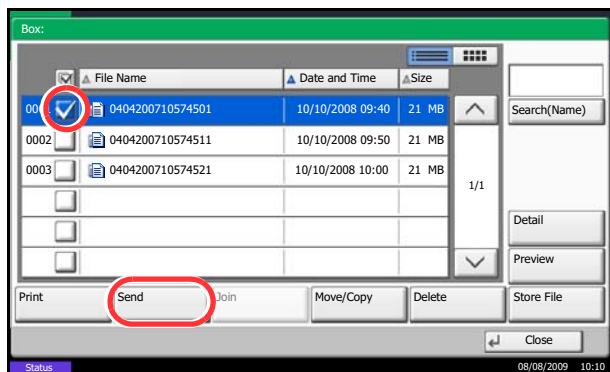 Box:
File Name Date and Time Size
0001 0404200710574501 10/10/2008 09:40 21 MB Search(Name)
0002 0404200710574511 10/10/2008 09:50 21 MB
0003 0404200710574521 10/10/2008 10:00 21 MB
1/1
Detail
Preview
Print Send Join Move/Copy Delete Store File
Close
Status 08/08/2009 10:10